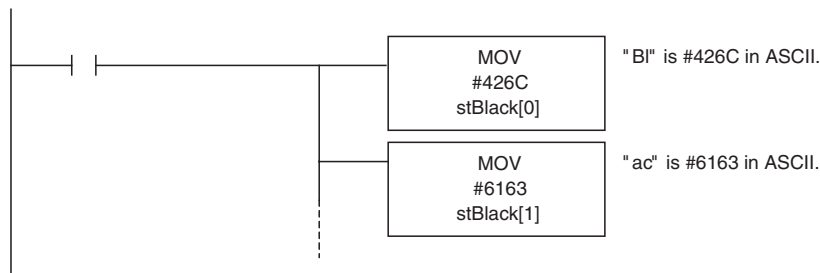 MOV
#426C
stBlack[0]
"Bl" is #426C in ASCII.
MOV
#6163
stBlack[1]
"ac" is #6163 in ASCII.